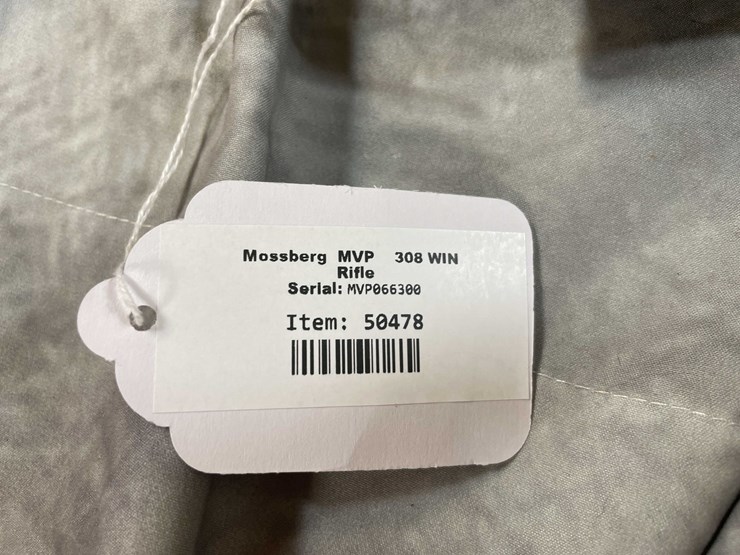 Mossberg MVP 308 WIN
Rifle
Serial: MVP066300
Item: 50478